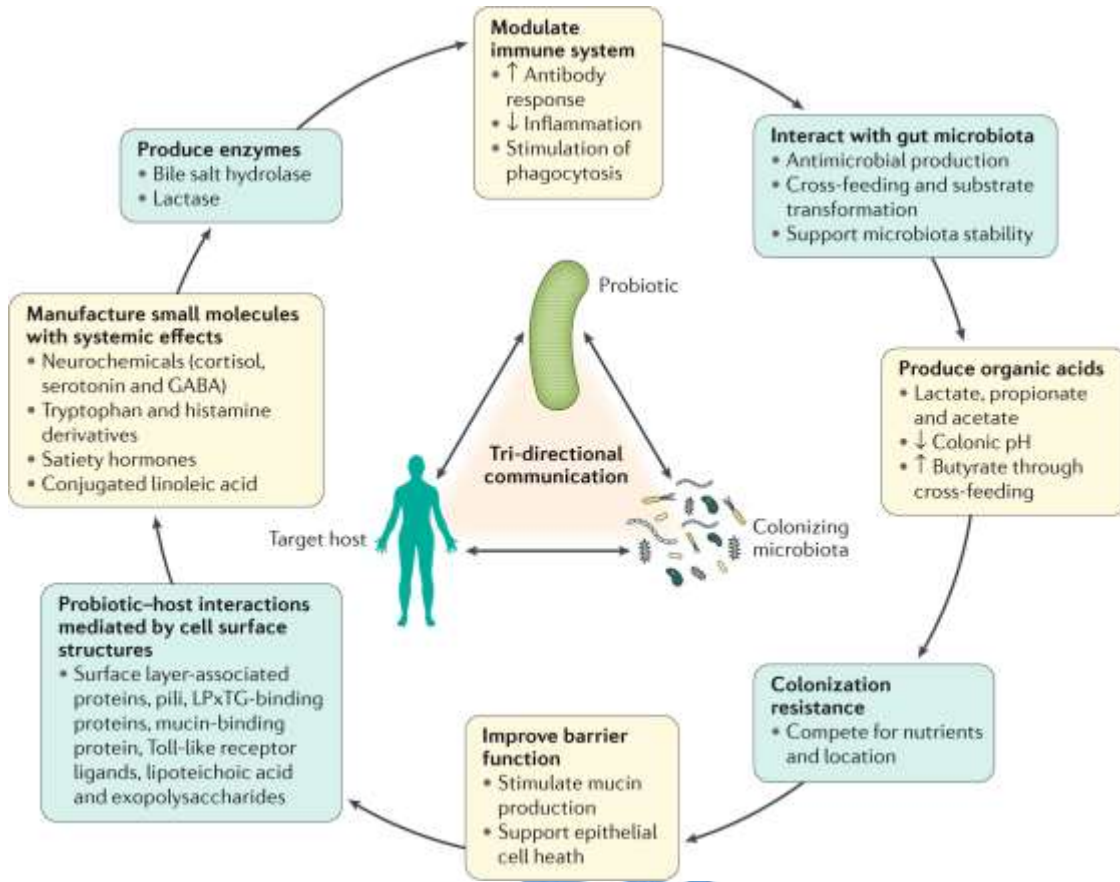 Modulate
immune system
• ↑ Antibody
response
• ↓ Inflammation
• Stimulation of
phagocytosis
Interact with gut microbiota
• Antimicrobial production
• Cross-feeding and substrate
transformation
• Support microbiota stability
Produce organic acids
• Lactate, propionate
and acetate
• ↓ Colonic pH
• ↑ Butyrate through
cross-feeding
Colonization
resistance
• Compete for nutrients
and location
Improve barrier
function
• Stimulate mucin
production
• Support epithelial
cell heath
Probiotic–host interactions
mediated by cell surface
structures
• Surface layer-associated
proteins, pili, LPxTG-binding
proteins, mucin-binding
protein, Toll-like receptor
ligands, lipoteichoic acid
and exopolysaccharides
Manufacture small molecules
with systemic effects
• Neurochemicals (cortisol,
serotonin and GABA)
• Tryptophan and histamine
derivatives
• Satiety hormones
• Conjugated linoleic acid
Produce enzymes
• Bile salt hydrolase
• Lactase
Probiotic
Tri-directional
communication
Target host
Colonizing
microbiota